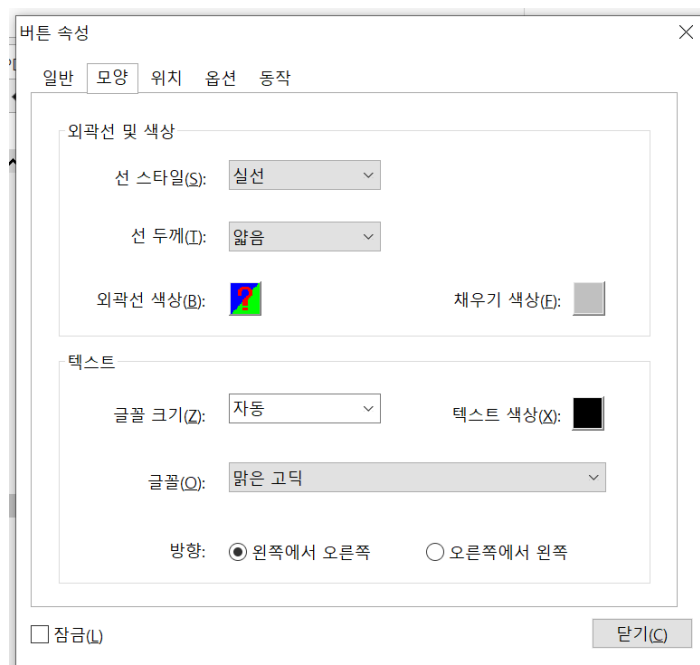 버튼 속성
일반 모양 위치 옵션 동작
외곽선 및 색상
선 스타일(S): 실선
선 두께(T): 얇음
외곽선 색상(B): ? 채우기 색상(F):
텍스트
글꼴 크기(Z): 자동 텍스트 색상(X):
글꼴(O): 맑은 고딕
방향: 왼쪽에서 오른쪽 오른쪽에서 왼쪽
잠금(L) 닫기(C)